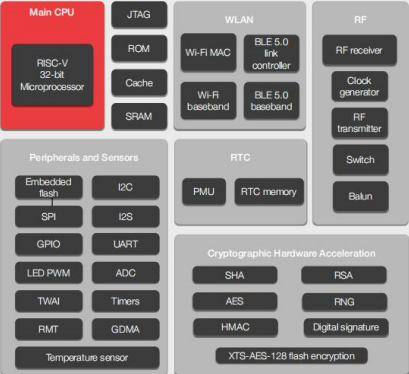 Main CPU
RISC-V
32-bit
Microprocessor
JTAG
ROM
Cache
SRAM
WLAN
Wi-Fi MAC
BLE 5.0
link
controller
Wi-Fi
baseband
BLE 5.0
baseband
RF
RF receiver
Clock
generator
RF
transmitter
Switch
Balun
Peripherals and Sensors
Embedded
flash
I2C
SPI
I2S
GPIO
UART
LED PWM
ADC
TWAI
Timers
RMT
GDMA
Temperature sensor
RTC
PMU
RTC memory
Cryptographic Hardware Acceleration
SHA
RSA
AES
RNG
HMAC
Digital signature
XTS-AES-128 flash encryption